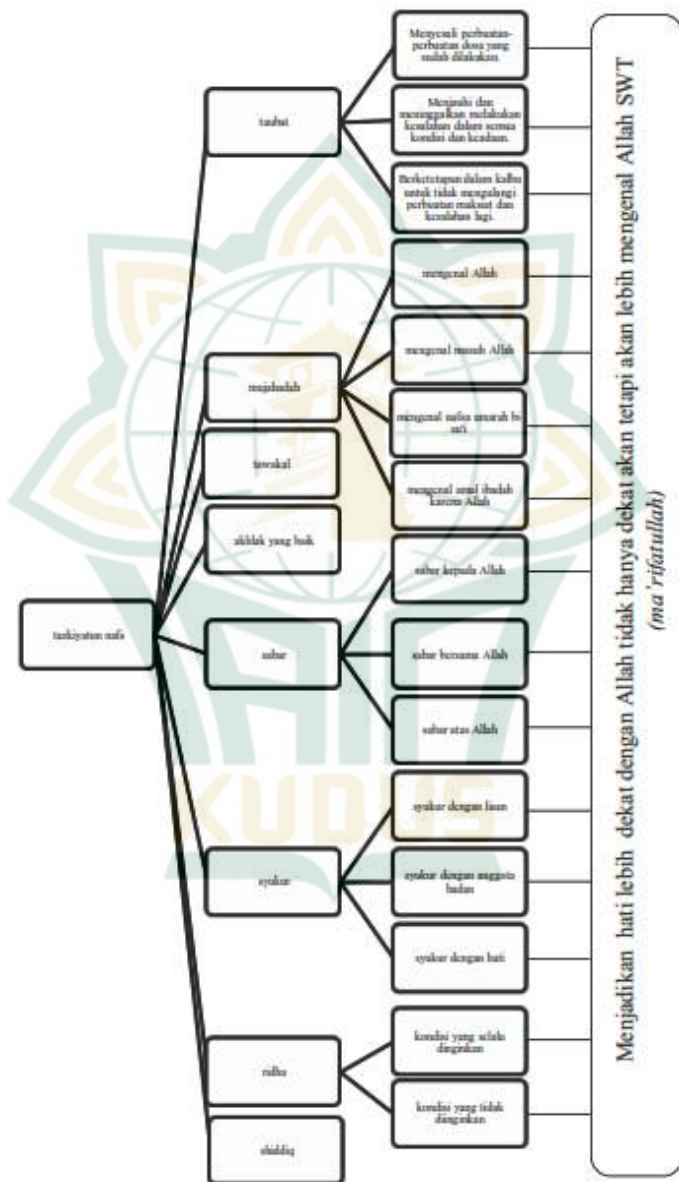 tazkiyatun nafs
taubat
Menyesali perbuatan-
perbuatan dosa yang
sudah dilakukan.
Menjauhi dan
meninggalkan melakukan
kesalahan dalam semua
kondisi dan keadaan.
Berketetapan dalam kalbu
untuk tidak mengulangi
perbuatan maksiat dan
kesalahan lagi.
mujahadah
mengenal Allah
mengenal musuh Allah
mengenal nafsu amarah bi
su'i
mengenal amal ibadah
karena Allah
tawakal
akhlak yang baik
sabar
sabar kepada Allah
sabar bersama Allah
sabar atas Allah
syukur
syukur dengan lisan
syukur dengan anggota
badan
syukur dengan hati
ridha
kondisi yang selalu
diinginkan
kondisi yang tidak
diinginkan
shiddiq
Menjadikan hati lebih dekat dengan Allah tidak hanya dekat akan tetapi akan lebih mengenal Allah SWT
(ma'rifatullah)
KUDUS